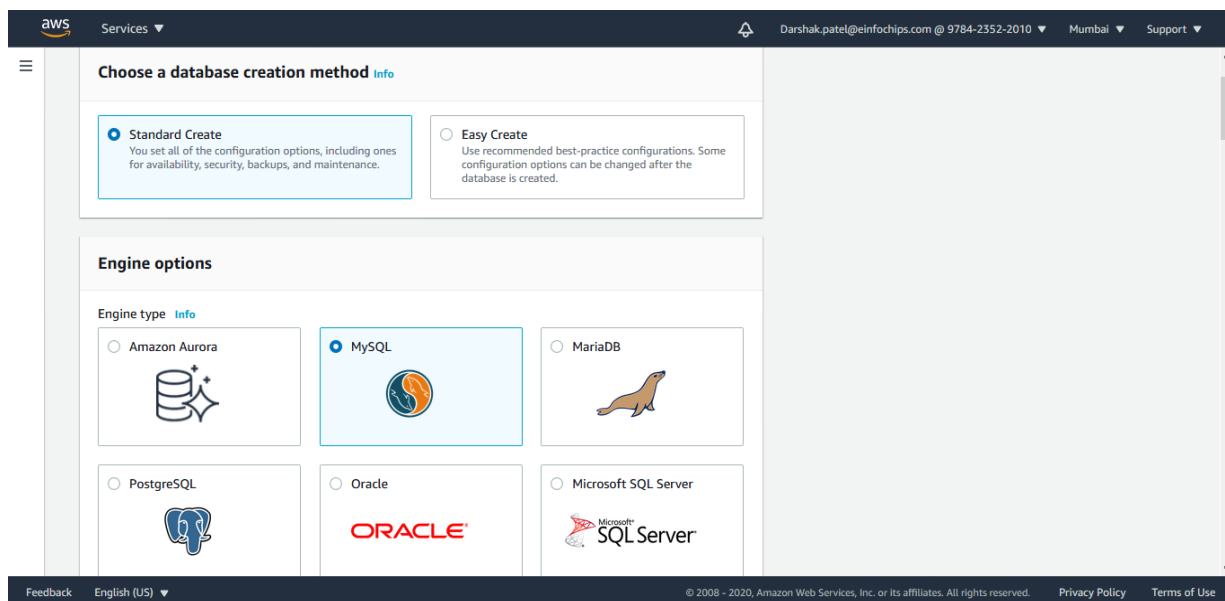 aws Services ▼ Darshak.patel@einfochips.com @ 9784-2352-2010 ▼ Mumbai ▼ Support ▼
Choose a database creation method Info
Standard Create
You set all of the configuration options, including ones
for availability, security, backups, and maintenance.
Easy Create
Use recommended best-practice configurations. Some
configuration options can be changed after the
database is created.
Engine options
Engine type Info
Amazon Aurora
MySQL
MariaDB
PostgreSQL
Oracle
ORACLE
Microsoft SQL Server
Microsoft
SQL Server
Feedback English (US) ▼ © 2008 - 2020, Amazon Web Services, Inc. or its affiliates. All rights reserved. Privacy Policy Terms of Use